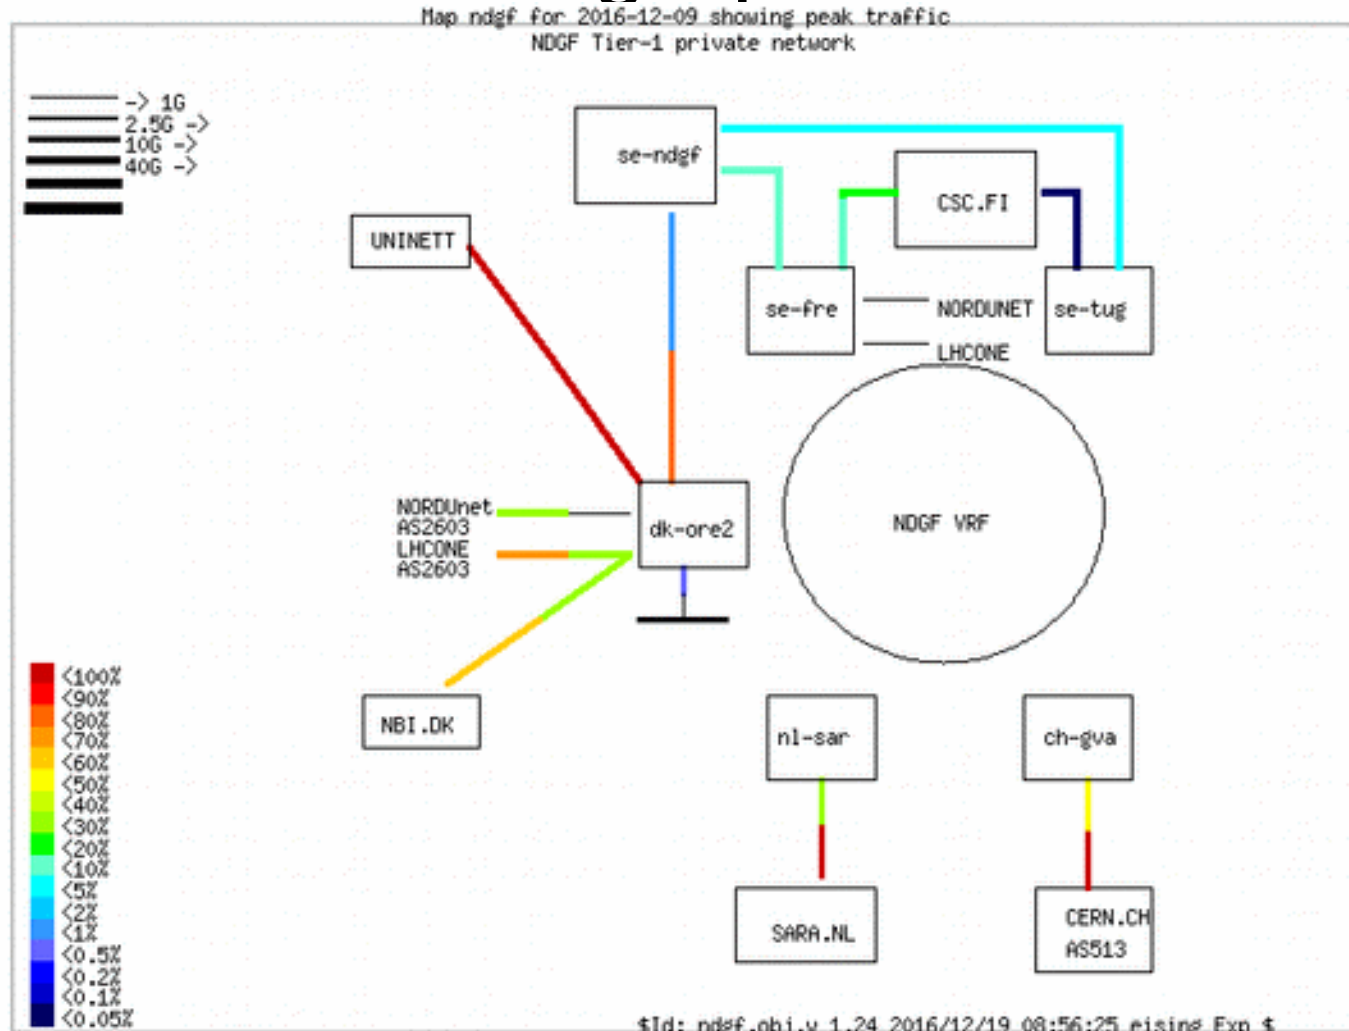 Map ndgf for 2016-12-09 showing peak traffic
NDGF Tier-1 private network
-> 1G
2.5G ->
10G ->
40G ->
se-ndgf
CSC.FI
UNINETT
se-fre
NORDUNET
se-tug
LHCONE
NORDUnet
AS2603
LHCONE
AS2603
dk-ore2
NDGF VRF
<100%
<90%
<80%
<70%
<60%
<50%
<40%
<30%
<20%
<10%
<5%
<2%
<1%
<0.5%
<0.2%
<0.1%
<0.05%
NBI.DK
nl-sar
ch-gva
SARA.NL
CERN.CH
AS513
$Id: ndgf.obj,v 1.24 2016/12/19 08:56:25 eising Exp $